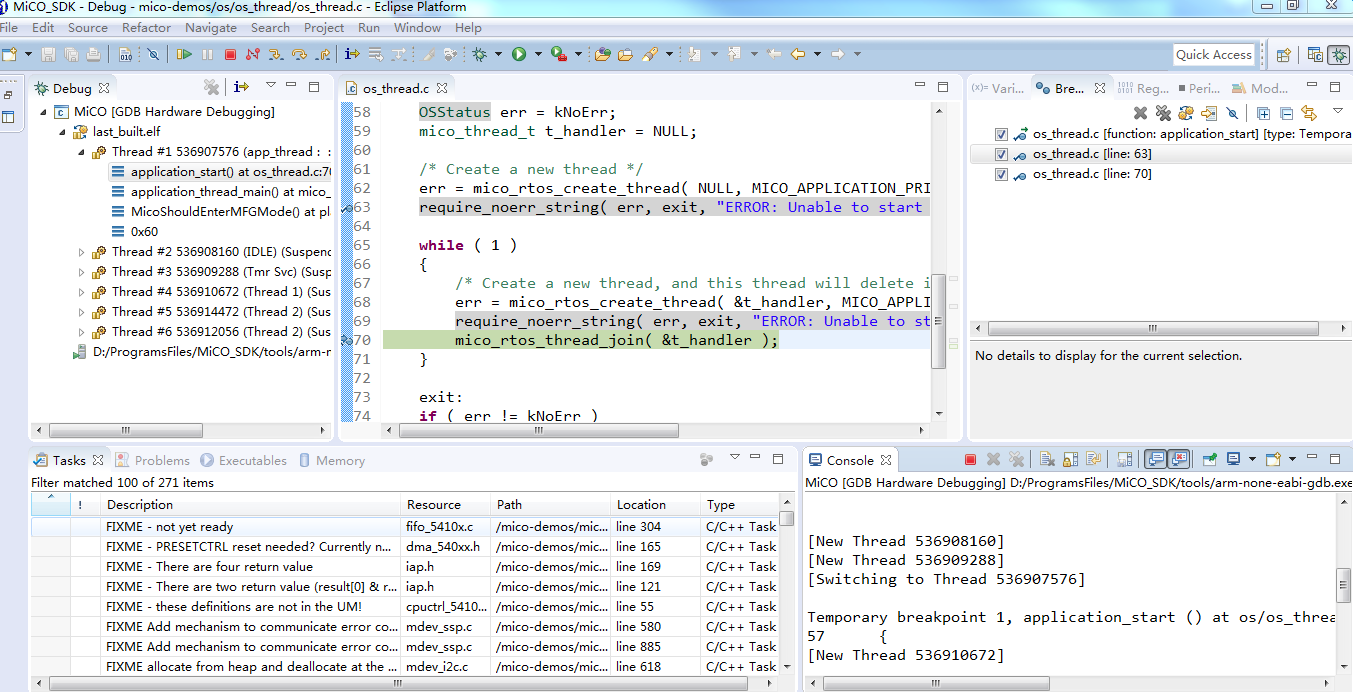 MiCO_SDK - Debug - mico-demos/os/os_thread/os_thread.c - Eclipse Platform
File Edit Source Refactor Navigate Search Project Run Window Help
Quick Access
Debug
MiCO [GDB Hardware Debugging]
last_built.elf
Thread #1 536907576 (app_thread : :
application_start() at os_thread.c:70
application_thread_main() at mico_
MicoShouldEnterMFGMode() at pl
0x60
Thread #2 536908160 (IDLE) (Suspend
Thread #3 536909288 (Tmr Svc) (Susp
Thread #4 536910672 (Thread 1) (Sus
Thread #5 536914472 (Thread 2) (Sus
Thread #6 536912056 (Thread 2) (Sus
D:/ProgramsFiles/MiCO_SDK/tools/arm-r
os_thread.c
58 OSStatus err = kNoErr;
59 mico_thread_t t_handler = NULL;
60
61 /* Create a new thread */
62 err = mico_rtos_create_thread( NULL, MICO_APPLICATION_PRI
63 require_noerr_string( err, exit, "ERROR: Unable to start
64
65 while ( 1 )
66 {
67 /* Create a new thread, and this thread will delete i
68 err = mico_rtos_create_thread( &t_handler, MICO_APPLI
69 require_noerr_string( err, exit, "ERROR: Unable to st
70 mico_rtos_thread_join( &t_handler );
71 }
72
73 exit:
74 if ( err != kNoErr )
(x)= Vari... Bre... Reg... Peri... Mod...
os_thread.c [function: application_start] [type: Tempora
os_thread.c [line: 63]
os_thread.c [line: 70]
No details to display for the current selection.
Tasks Problems Executables Memory
Filter matched 100 of 271 items
! Description Resource Path Location Type
FIXME - not yet ready fifo_5410x.c /mico-demos/mic... line 304 C/C++ Task
FIXME - PRESETCTRL reset needed? Currently n... dma_540xx.h /mico-demos/mic... line 165 C/C++ Task
FIXME - There are four return value iap.h /mico-demos/mic... line 169 C/C++ Task
FIXME - There are two return value (result[0] & r... iap.h /mico-demos/mic... line 121 C/C++ Task
FIXME - these definitions are not in the UM! cpuctrl_5410... /mico-demos/mic... line 55 C/C++ Task
FIXME Add mechanism to communicate error co... mdev_ssp.c /mico-demos/mic... line 580 C/C++ Task
FIXME Add mechanism to communicate error co... mdev_ssp.c /mico-demos/mic... line 885 C/C++ Task
FIXME allocate from heap and deallocate at the ... mdev_i2c.c /mico-demos/mic... line 618 C/C++ Task
Console
MiCO [GDB Hardware Debugging] D:/ProgramsFiles/MiCO_SDK/tools/arm-none-eabi-gdb.exe
[New Thread 536908160]
[New Thread 536909288]
[Switching to Thread 536907576]
Temporary breakpoint 1, application_start () at os/os_threa
57 {
[New Thread 536910672]